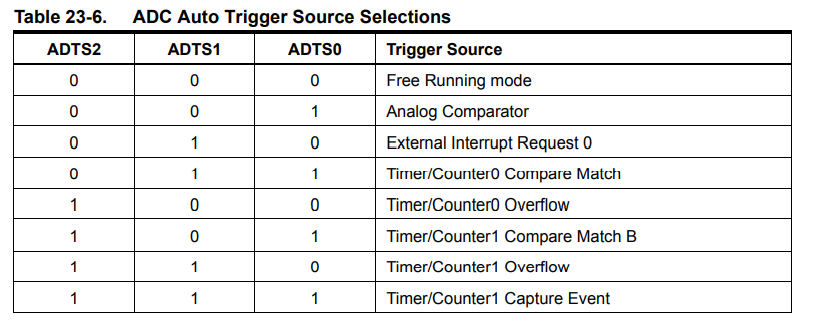 Table 23-6. ADC Auto Trigger Source Selections
ADTS2 ADTS1 ADTS0 Trigger Source
0 0 0 Free Running mode
0 0 1 Analog Comparator
0 1 0 External Interrupt Request 0
0 1 1 Timer/Counter0 Compare Match
1 0 0 Timer/Counter0 Overflow
1 0 1 Timer/Counter1 Compare Match B
1 1 0 Timer/Counter1 Overflow
1 1 1 Timer/Counter1 Capture Event